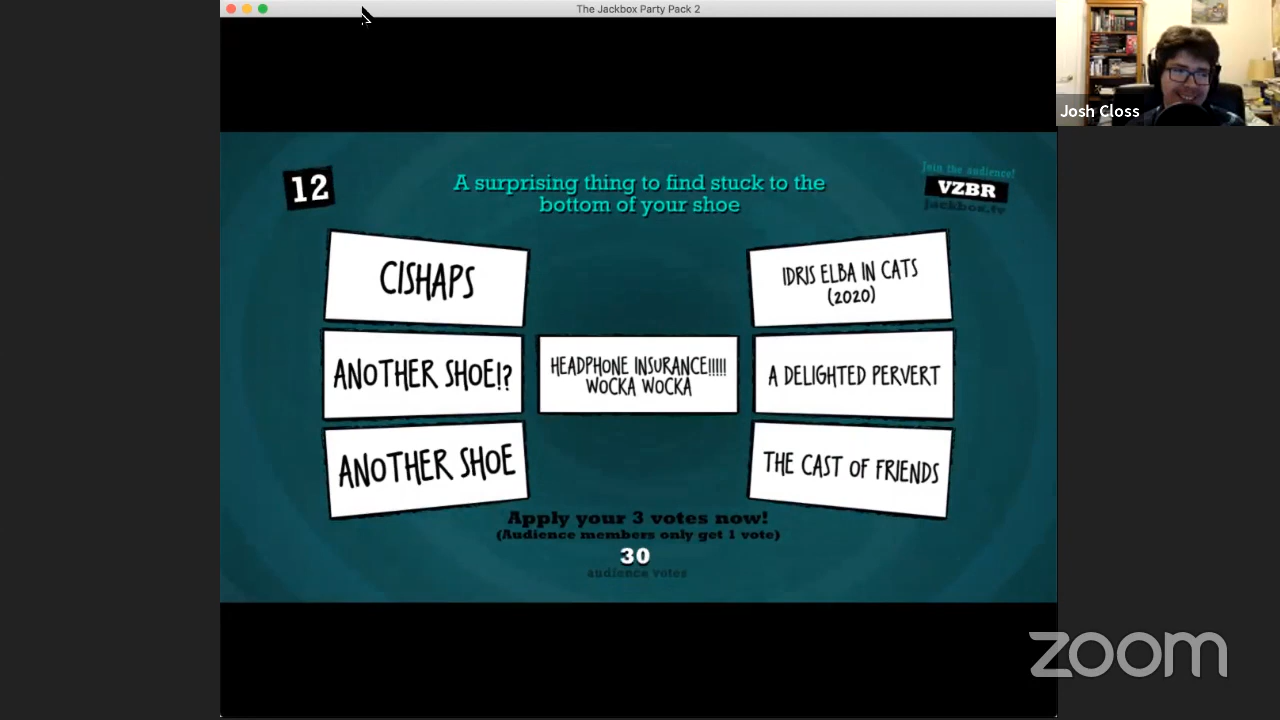 The Jackbox Party Pack 2
Josh Closs
12
A surprising thing to find stuck to the
bottom of your shoe
Join the audience!
VZBR
jackbox.tv
CISHAPS
IDRIS ELBA IN CATS
(2020)
ANOTHER SHOE!?
HEADPHONE INSURANCE!!!!!
WOCKA WOCKA
A DELIGHTED PERVERT
ANOTHER SHOE
THE CAST OF FRIENDS
Apply your 3 votes now!
(Audience members only get 1 vote)
30
audience votes
zoom